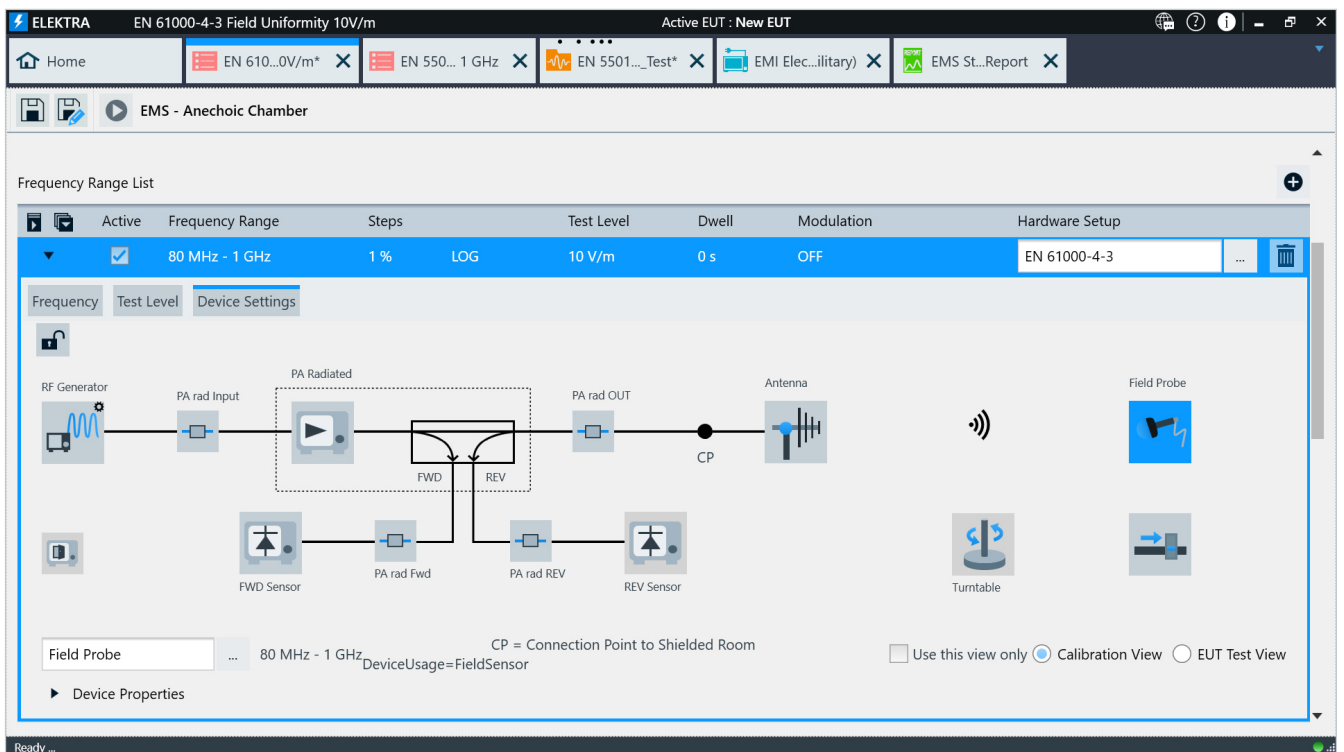 ELEKTRA EN 61000-4-3 Field Uniformity 10V/m Active EUT : New EUT
Home EN 610...0V/m* EN 550... 1 GHz EN 5501..._Test* EMI Elec...ilitary) REPORT EMS St...Report
EMS - Anechoic Chamber
Frequency Range List
Active Frequency Range Steps Test Level Dwell Modulation Hardware Setup
80 MHz - 1 GHz 1 % LOG 10 V/m 0 s OFF EN 61000-4-3 ...
Frequency Test Level Device Settings
RF Generator
PA rad Input
PA Radiated
PA rad OUT
Antenna
Field Probe
CP
FWD REV
FWD Sensor
PA rad Fwd
PA rad REV
REV Sensor
Turntable
Field Probe ... 80 MHz - 1 GHz
CP = Connection Point to Shielded Room
DeviceUsage=FieldSensor
Use this view only Calibration View EUT Test View
Device Properties
Ready ...